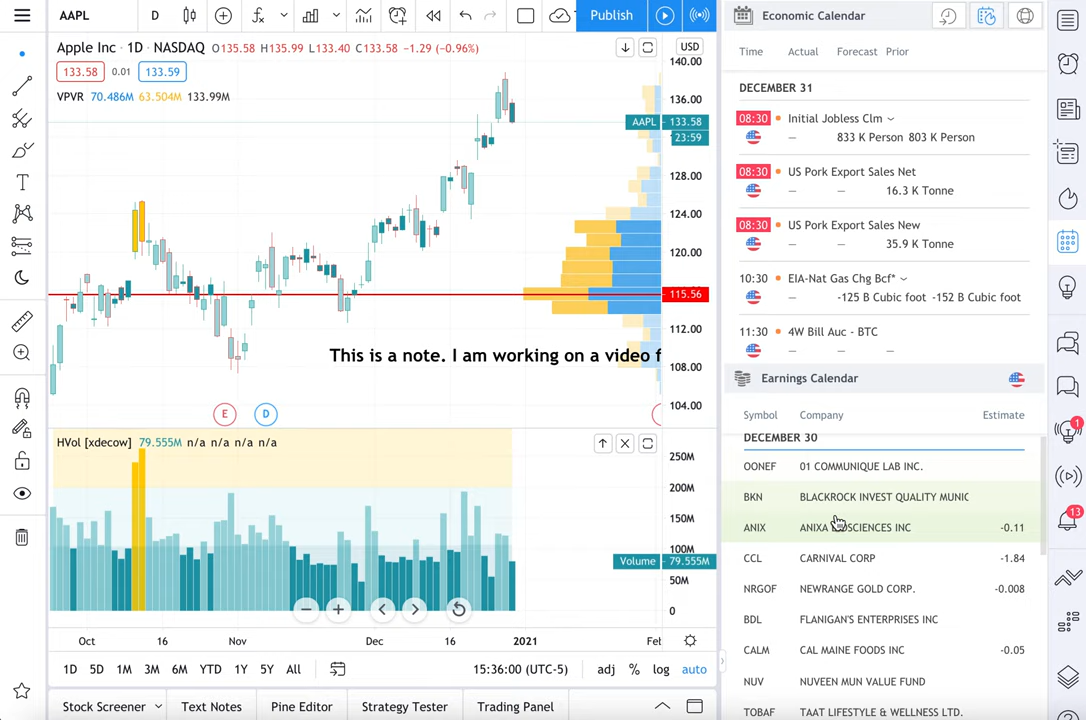 AAPL
D
Publish
Apple Inc · 1D · NASDAQ O135.58 H135.99 L133.40 C133.58 -1.29 (-0.96%)
USD
133.58 0.01 133.59
VPVR 70.486M 63.504M 133.99M
140.00
136.00
AAPL 133.58
23:59
128.00
124.00
120.00
115.56
112.00
108.00
104.00
This is a note. I am working on a video f
E
D
HVol [xdecow] 79.555M n/a n/a n/a n/a
250M
200M
150M
100M
Volume 79.555M
50M
0
Oct 16 Nov Dec 16 2021 Feb
1D 5D 1M 3M 6M YTD 1Y 5Y All
15:36:00 (UTC-5) adj % log auto
Stock Screener Text Notes Pine Editor Strategy Tester Trading Panel
Economic Calendar
Time Actual Forecast Prior
DECEMBER 31
08:30 Initial Jobless Clm
— 833 K Person 803 K Person
08:30 US Pork Export Sales Net
— — 16.3 K Tonne
08:30 US Pork Export Sales New
— — 35.9 K Tonne
10:30 EIA-Nat Gas Chg Bcf*
— -125 B Cubic foot -152 B Cubic foot
11:30 4W Bill Auc - BTC
— — —
Earnings Calendar
Symbol Company Estimate
DECEMBER 30
OONEF 01 COMMUNIQUE LAB INC.
BKN BLACKROCK INVEST QUALITY MUNIC
ANIX ANIXA INC -0.11
CCL CARNIVAL CORP -1.84
NRGOF NEWRANGE GOLD CORP. -0.008
BDL FLANIGAN'S ENTERPRISES INC
CALM CAL MAINE FOODS INC -0.05
NUV NUVEEN MUN VALUE FUND
TOBAF TAAT LIFESTYLE & WELLNESS LTD.
1
13